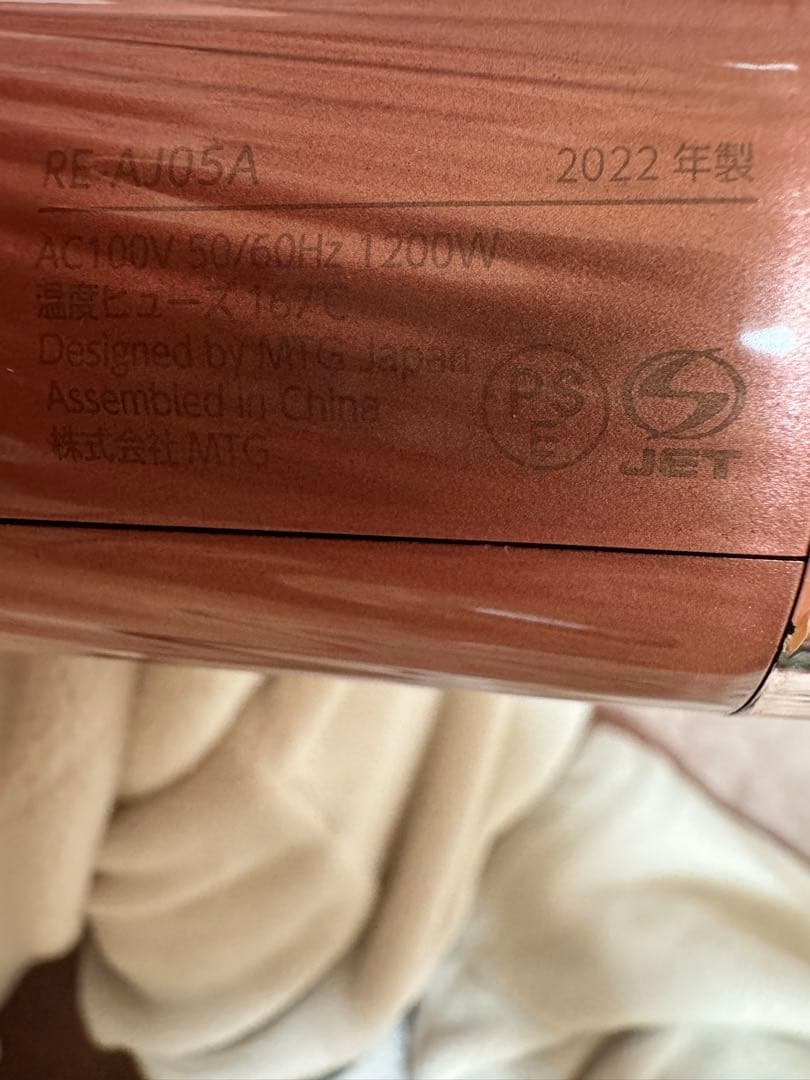 RE-AJ05A 2022 年製
AC100V 50/60Hz 1200W
温度ヒューズ 167℃
Designed by MTG Japan
Assembled in China
株式会社 MTG
PS
E
JET